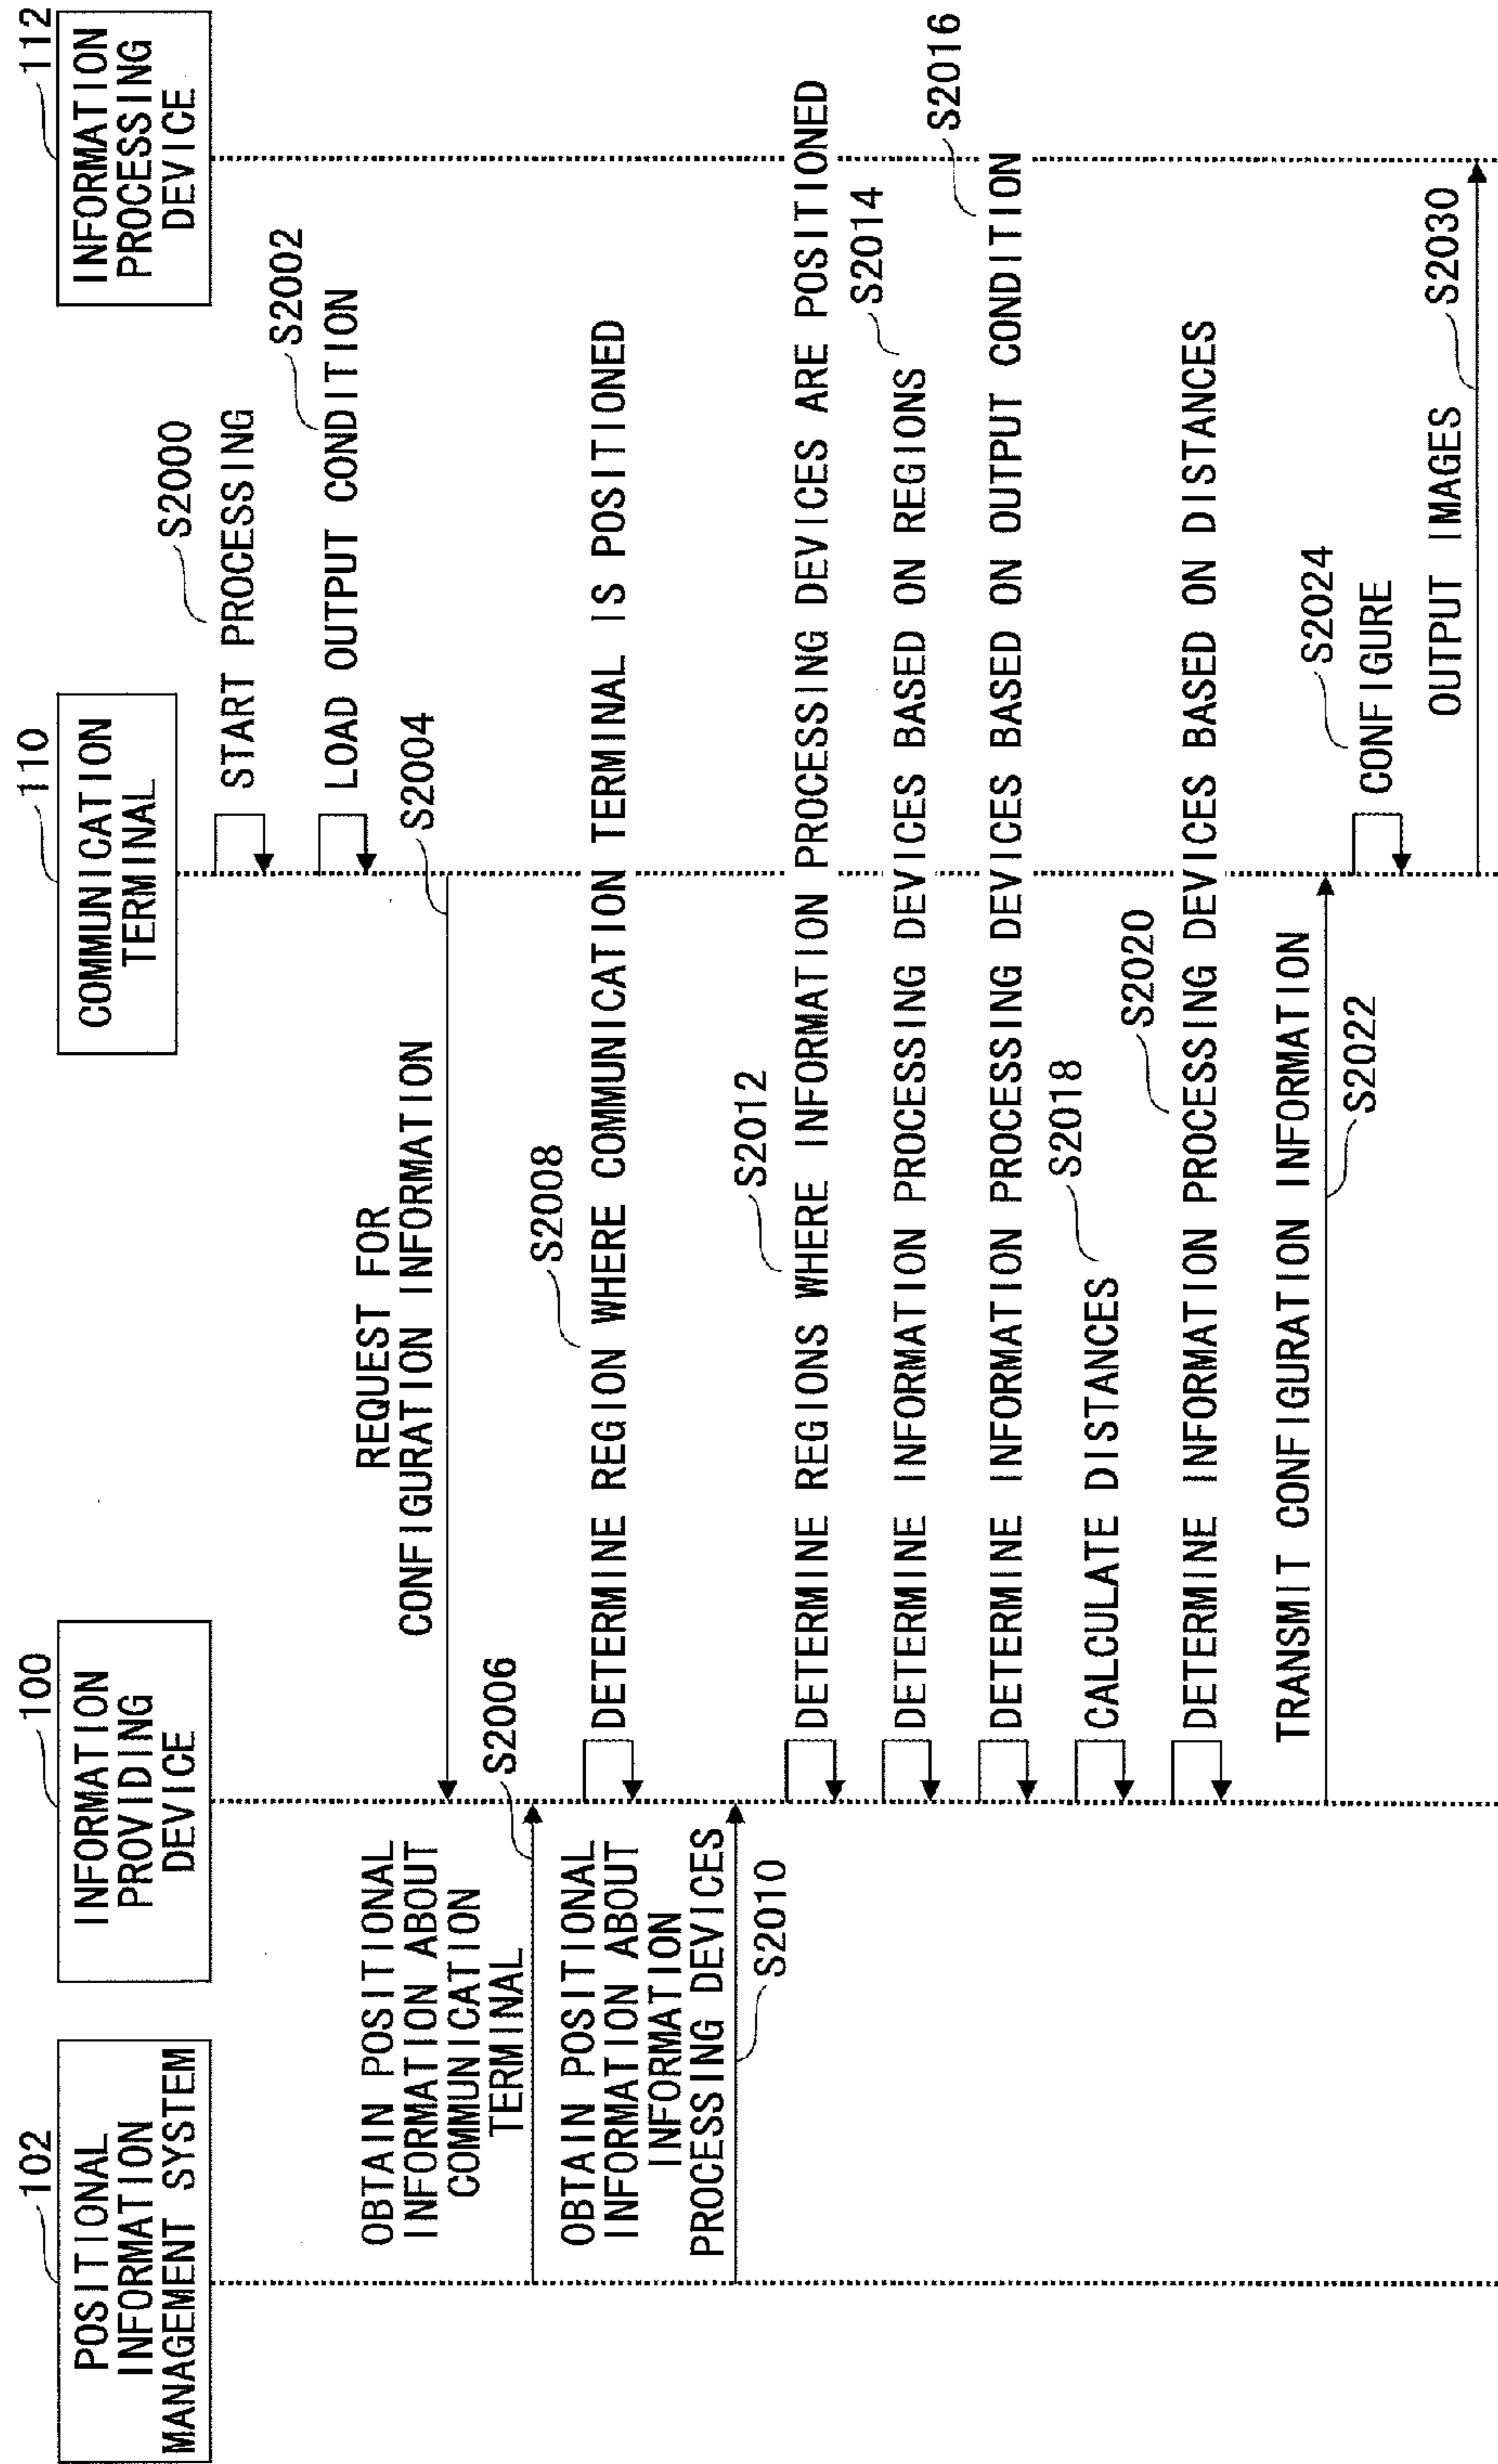 102
POSITIONAL
INFORMATION
MANAGEMENT SYSTEM
100
INFORMATION
PROVIDING
DEVICE
110
COMMUNICATION
TERMINAL
112
INFORMATION
PROCESSING
DEVICE
S2000
START PROCESSING
S2002
LOAD OUTPUT CONDITION
REQUEST FOR
CONFIGURATION INFORMATION
S2004
OBTAIN POSITIONAL
INFORMATION ABOUT
COMMUNICATION
TERMINAL
S2006
S2008
DETERMINE REGION WHERE COMMUNICATION TERMINAL IS POSITIONED
OBTAIN POSITIONAL
INFORMATION ABOUT
INFORMATION
PROCESSING DEVICES
S2010
S2012
DETERMINE REGIONS WHERE INFORMATION PROCESSING DEVICES ARE POSITIONED
S2014
DETERMINE INFORMATION PROCESSING DEVICES BASED ON REGIONS
S2016
DETERMINE INFORMATION PROCESSING DEVICES BASED ON OUTPUT CONDITION
S2018
CALCULATE DISTANCES
S2020
DETERMINE INFORMATION PROCESSING DEVICES BASED ON DISTANCES
TRANSMIT CONFIGURATION INFORMATION
S2022
S2024
CONFIGURE
OUTPUT IMAGES
S2030